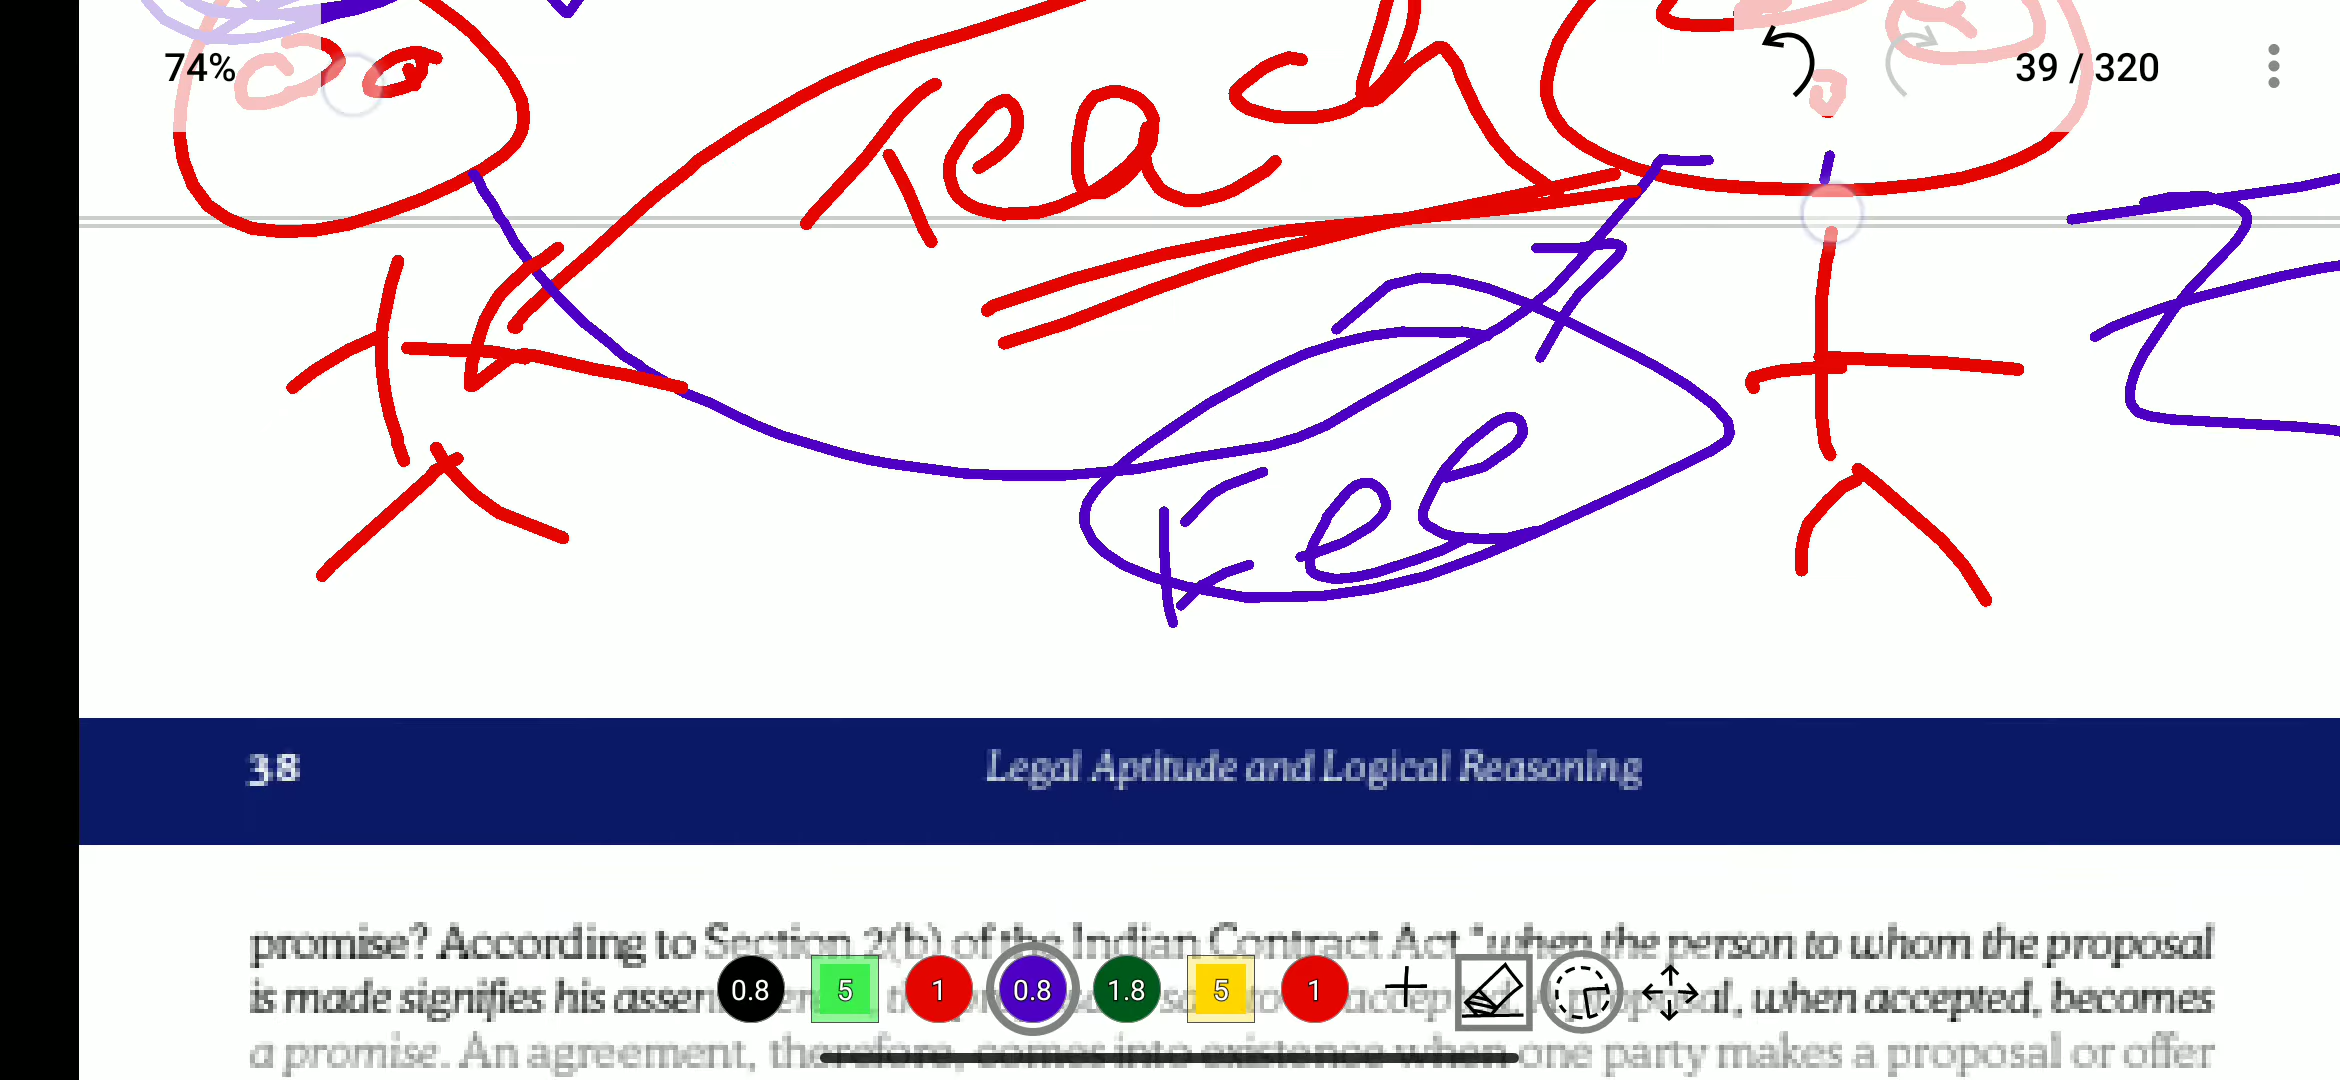 74%
39 / 320
Teach
Fee
38
Legal Aptitude and Logical Reasoning
promise? According to Section 2(b) of the Indian Contract Act "when the person to whom the proposal
is made signifies his assen accep al, when accepted, becomes
0.8 5 1 0.8 1.8 5 1
a promise. An agreement, therefore, comes into existence when one party makes a proposal or offer